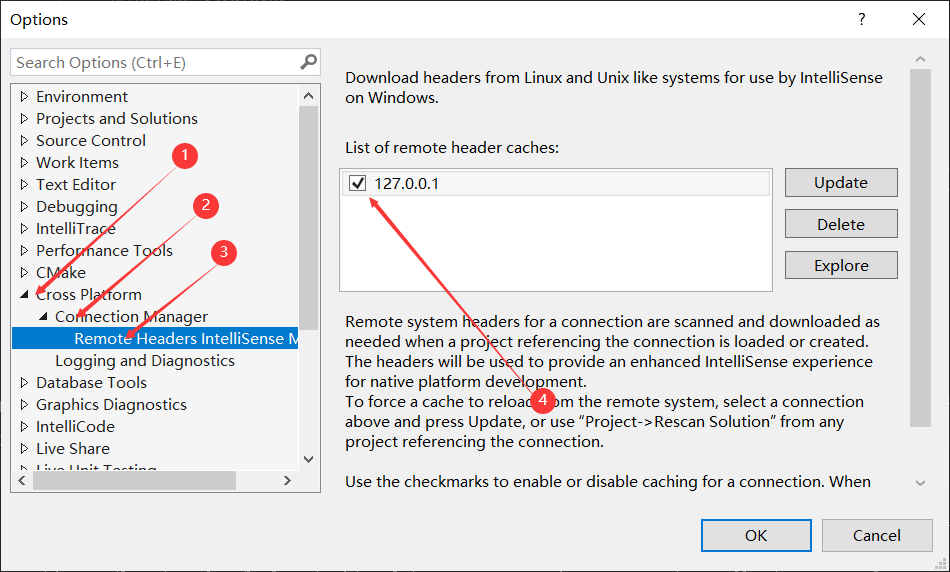 Options
?
Search Options (Ctrl+E)
Environment
Projects and Solutions
Source Control
Work Items
Text Editor
Debugging
IntelliTrace
Performance Tools
CMake
Cross Platform
Connection Manager
Remote Headers IntelliSense M
Logging and Diagnostics
Database Tools
Graphics Diagnostics
IntelliCode
Live Share
Live Unit Testing
1
2
3
Download headers from Linux and Unix like systems for use by IntelliSense
on Windows.
List of remote header caches:
127.0.0.1
Update
Delete
Explore
4
Remote system headers for a connection are scanned and downloaded as
needed when a project referencing the connection is loaded or created.
The headers will be used to provide an enhanced IntelliSense experience
for native platform development.
To force a cache to reload from the remote system, select a connection
above and press Update, or use “Project->Rescan Solution” from any
project referencing the connection.
Use the checkmarks to enable or disable caching for a connection. When
OK
Cancel